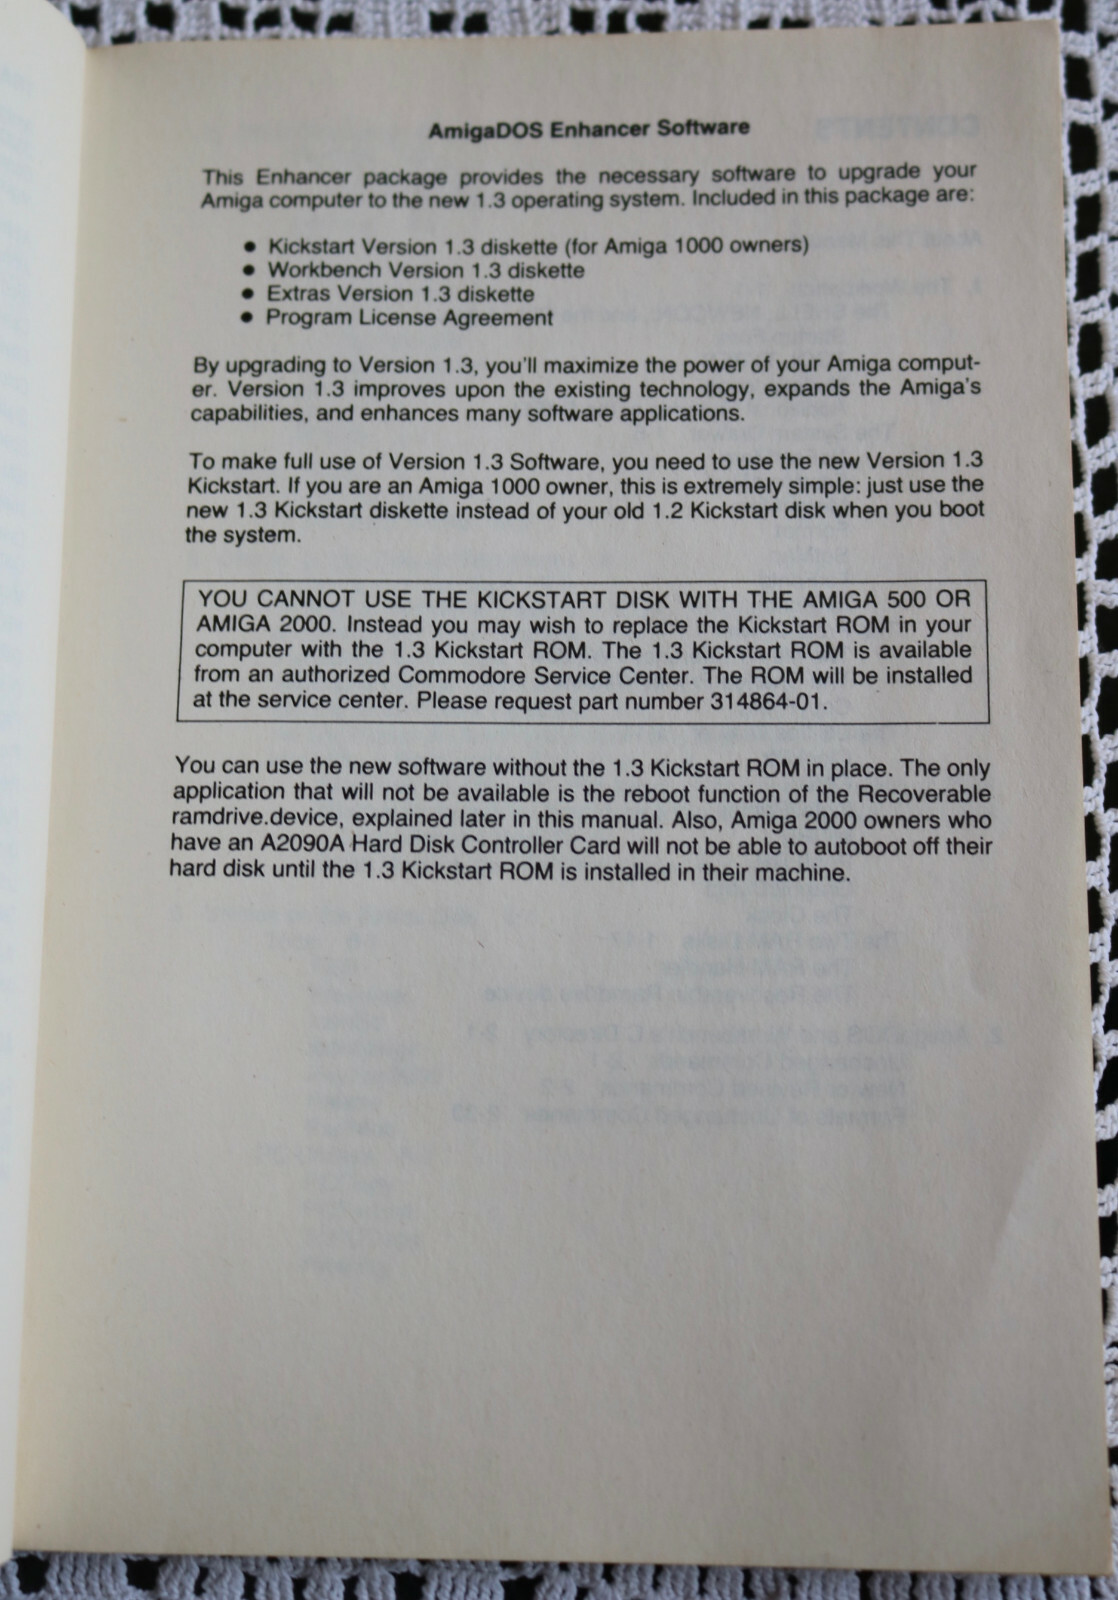 AmigaDOS Enhancer Software
This Enhancer package provides the necessary software to upgrade your
Amiga computer to the new 1.3 operating system. Included in this package are:
● Kickstart Version 1.3 diskette (for Amiga 1000 owners)
● Workbench Version 1.3 diskette
● Extras Version 1.3 diskette
● Program License Agreement
By upgrading to Version 1.3, you'll maximize the power of your Amiga comput-
er. Version 1.3 improves upon the existing technology, expands the Amiga's
capabilities, and enhances many software applications.
To make full use of Version 1.3 Software, you need to use the new Version 1.3
Kickstart. If you are an Amiga 1000 owner, this is extremely simple: just use the
new 1.3 Kickstart diskette instead of your old 1.2 Kickstart disk when you boot
the system.
YOU CANNOT USE THE KICKSTART DISK WITH THE AMIGA 500 OR
AMIGA 2000. Instead you may wish to replace the Kickstart ROM in your
computer with the 1.3 Kickstart ROM. The 1.3 Kickstart ROM is available
from an authorized Commodore Service Center. The ROM will be installed
at the service center. Please request part number 314864-01.
You can use the new software without the 1.3 Kickstart ROM in place. The only
application that will not be available is the reboot function of the Recoverable
ramdrive.device, explained later in this manual. Also, Amiga 2000 owners who
have an A2090A Hard Disk Controller Card will not be able to autoboot off their
hard disk until the 1.3 Kickstart ROM is installed in their machine.